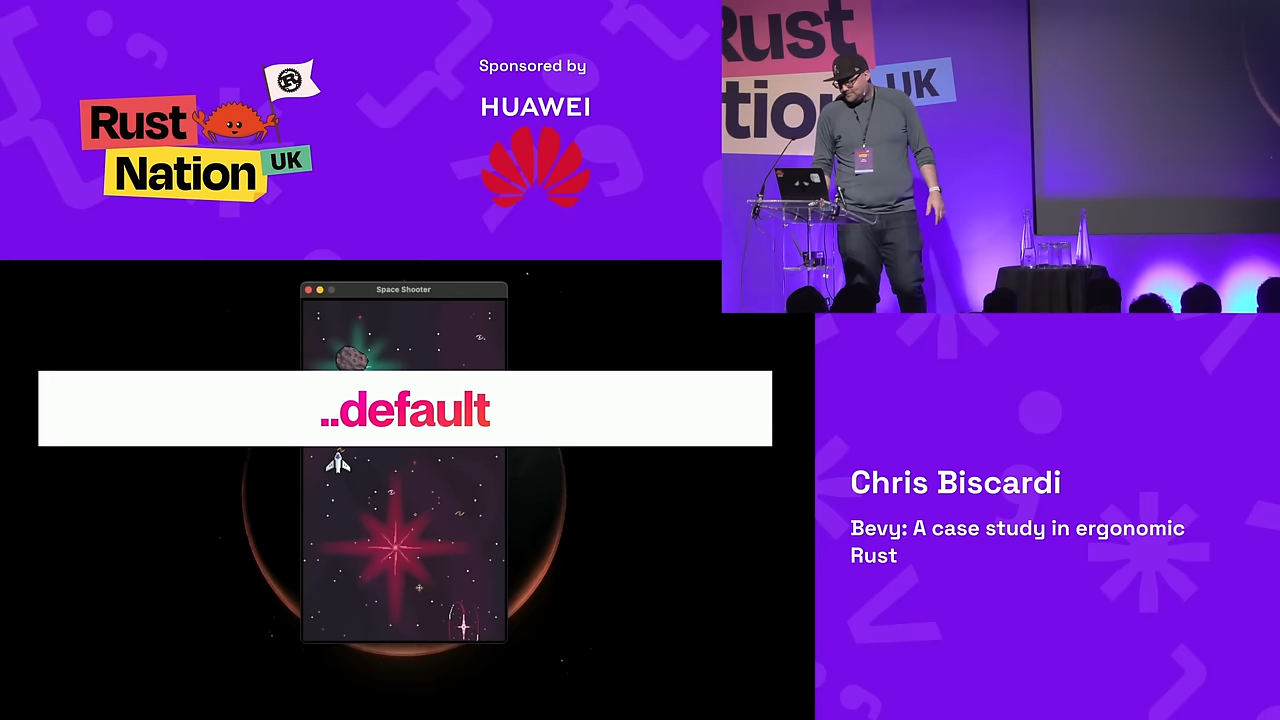 Rust
Nation
UK
Sponsored by
HUAWEI
Rust
UK
Space Shooter
..default
Chris Biscardi
Bevy: A case study in ergonomic
Rust